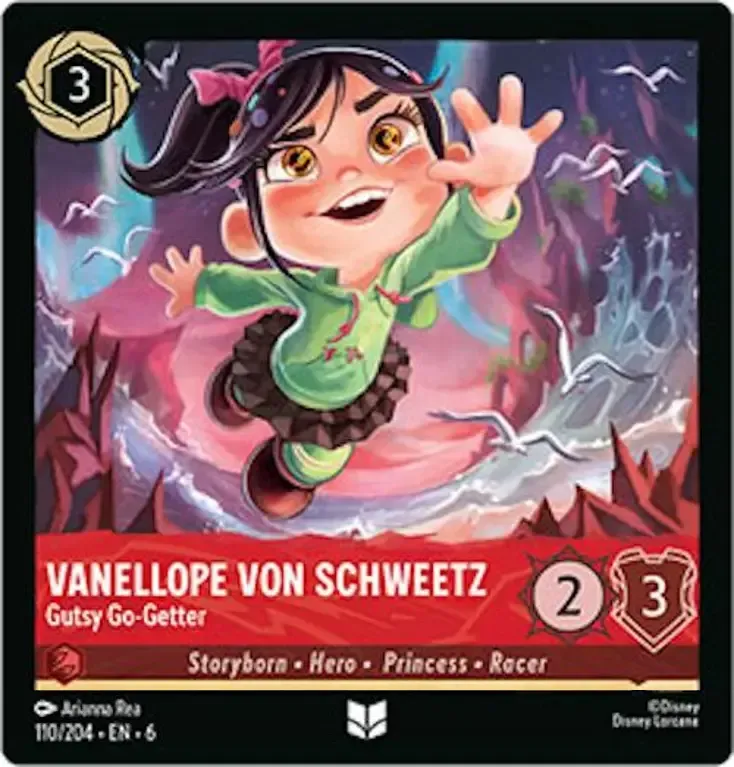 3
VANELLOPE VON SCHWEETZ
Gutsy Go-Getter
2
3
Storyborn • Hero • Princess • Racer
Arianna Rea
110/204 • EN • 6
©Disney
Disney Lorcana